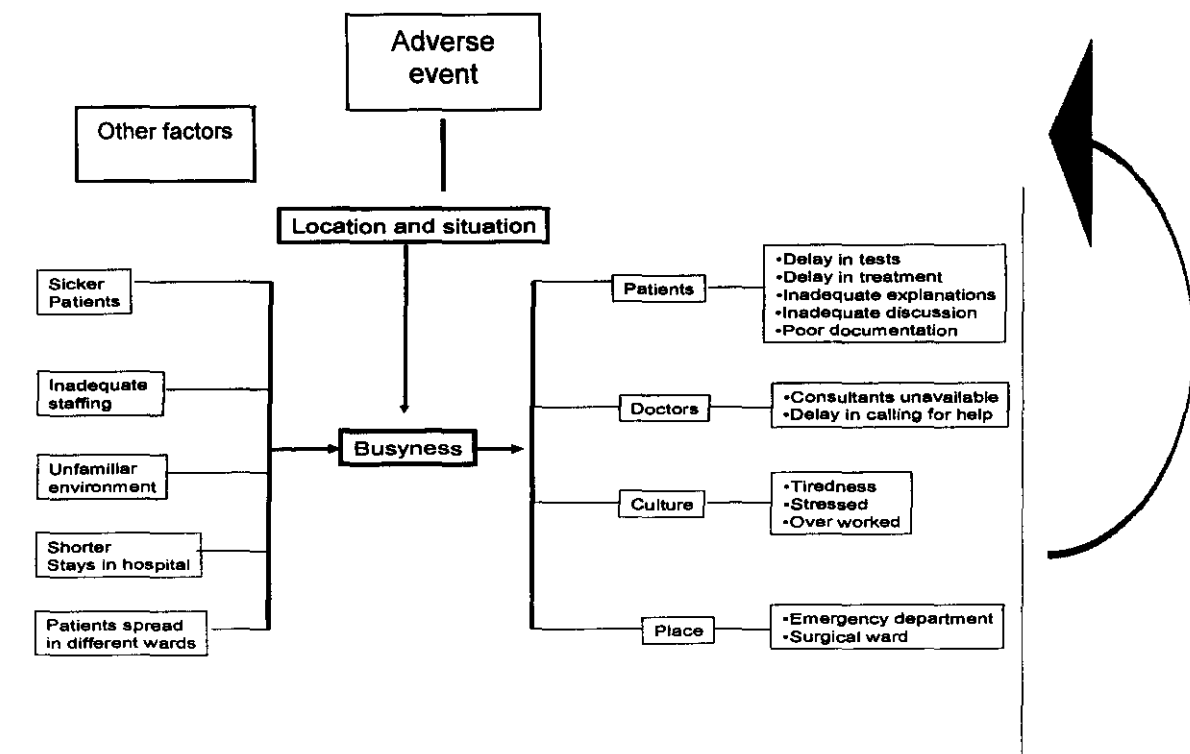 Adverse
event
Other factors
Location and situation
Sicker
Patients
Inadequate
staffing
Unfamiliar
environment
Shorter
Stays in hospital
Patients spread
in different wards
Busyness
Patients
•Delay in tests
•Delay in treatment
•Inadequate explanations
•Inadequate discussion
•Poor documentation
Doctors
•Consultants unavailable
•Delay in calling for help
Culture
•Tiredness
•Stressed
•Over worked
Place
•Emergency department
•Surgical ward